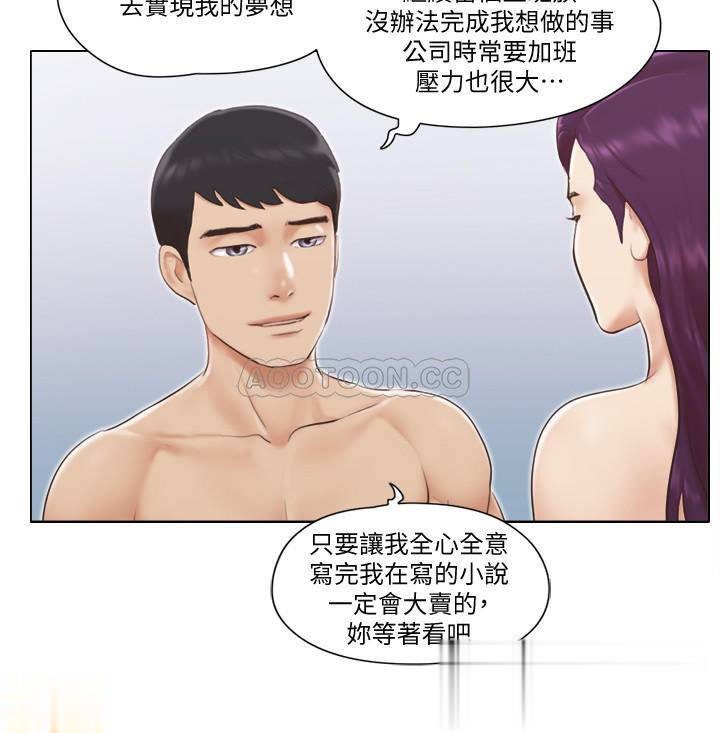 去實現我的夢想
沒辦法完成我想做的事
公司時常要加班
壓力也很大…
AOOTOON.CC
只要讓我全心全意
寫完我在寫的小說
一定會大賣的，
妳等著看吧